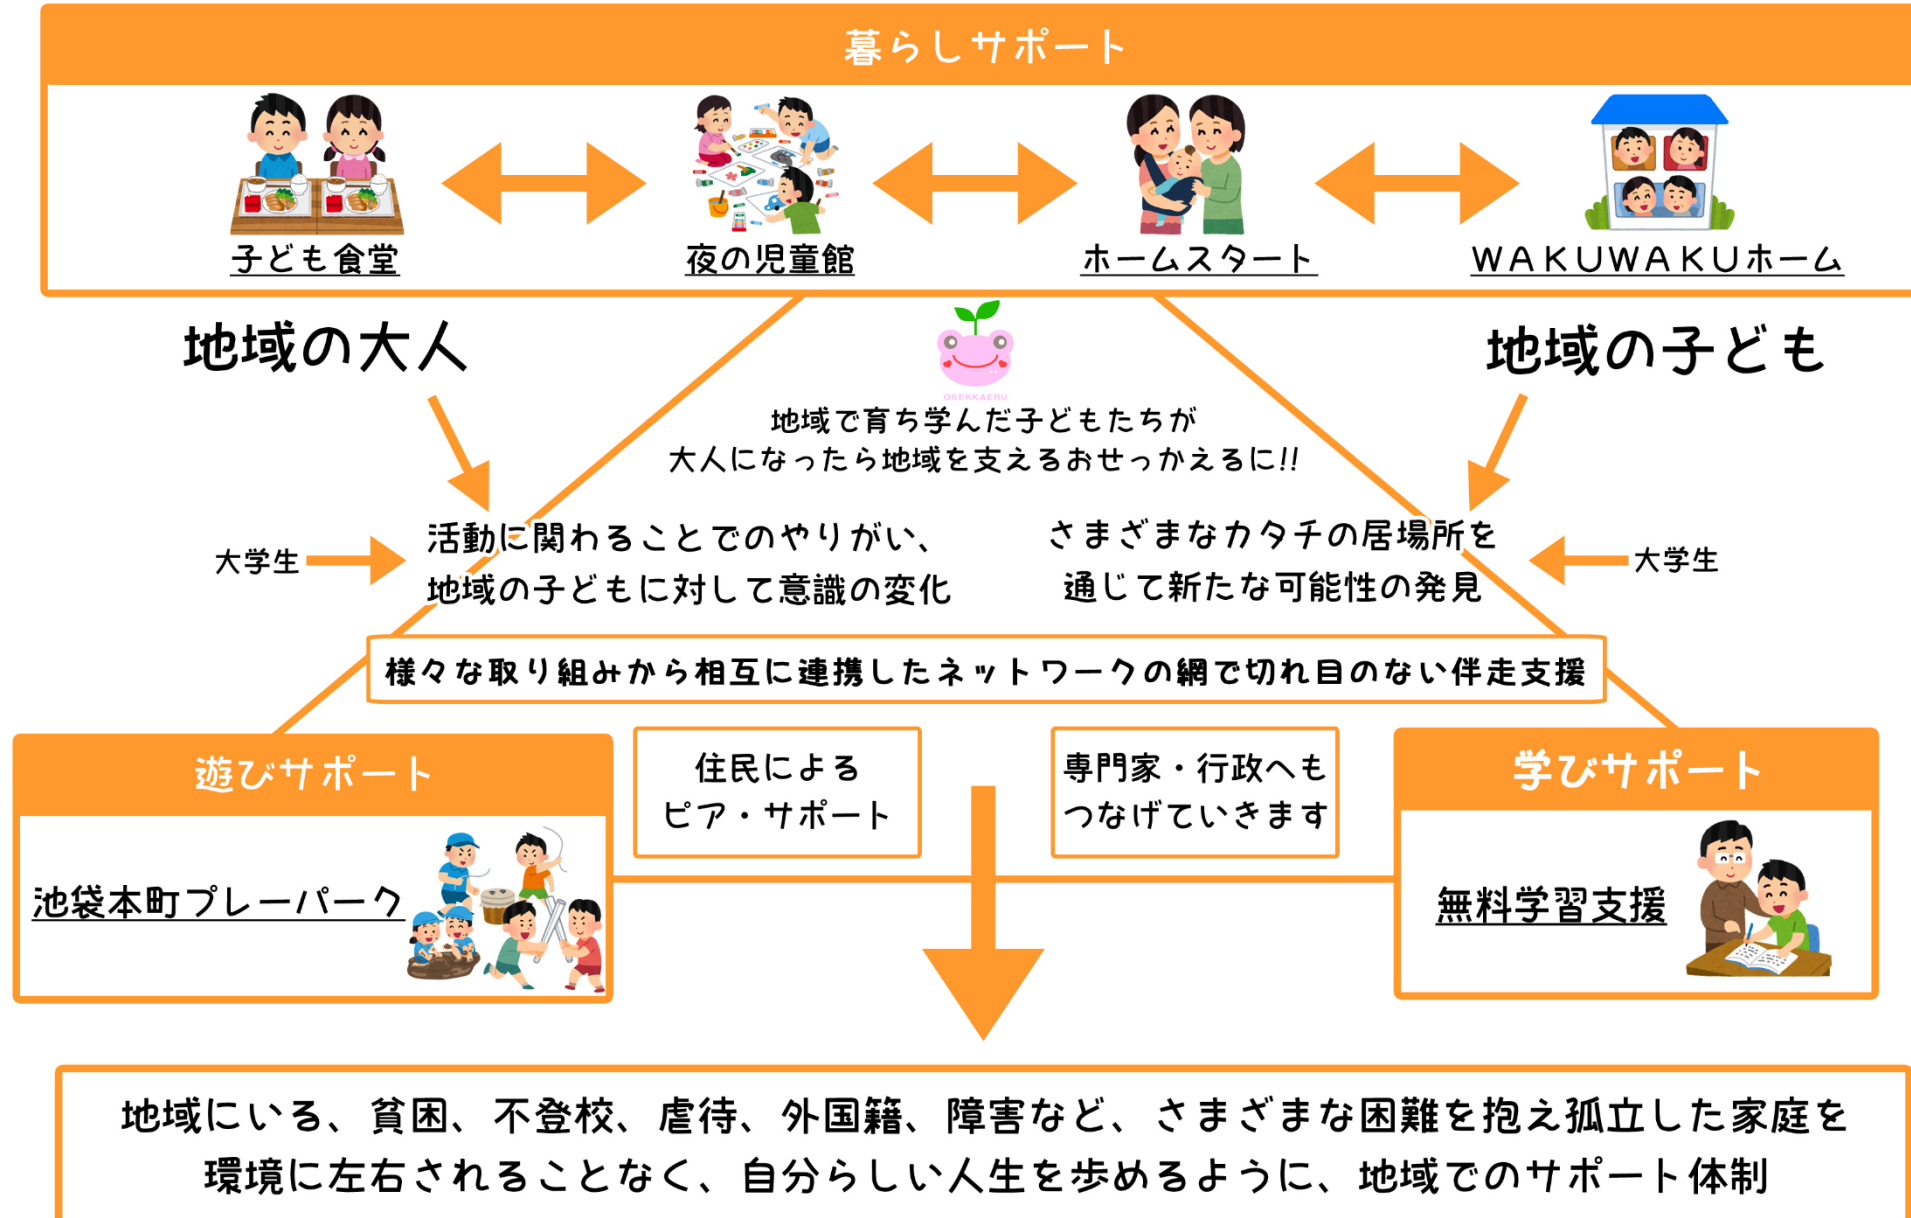 暮らしサポート
子ども食堂
夜の児童館
ホームスタート
WAKUWAKUホーム
地域の大人
地域の子ども
OSEKKAERU
地域で育ち学んだ子どもたちが
大人になったら地域を支えるおせっかえるに!!
大学生
活動に関わることでのやりがい、
地域の子どもに対して意識の変化
さまざまなカタチの居場所を
通じて新たな可能性の発見
大学生
様々な取り組みから相互に連携したネットワークの網で切れ目のない伴走支援
遊びサポート
池袋本町プレーパーク
住民による
ピア・サポート
専門家・行政へも
つなげていきます
学びサポート
無料学習支援
地域にいる、貧困、不登校、虐待、外国籍、障害など、さまざまな困難を抱え孤立した家庭を
環境に左右されることなく、自分らしい人生を歩めるように、地域でのサポート体制